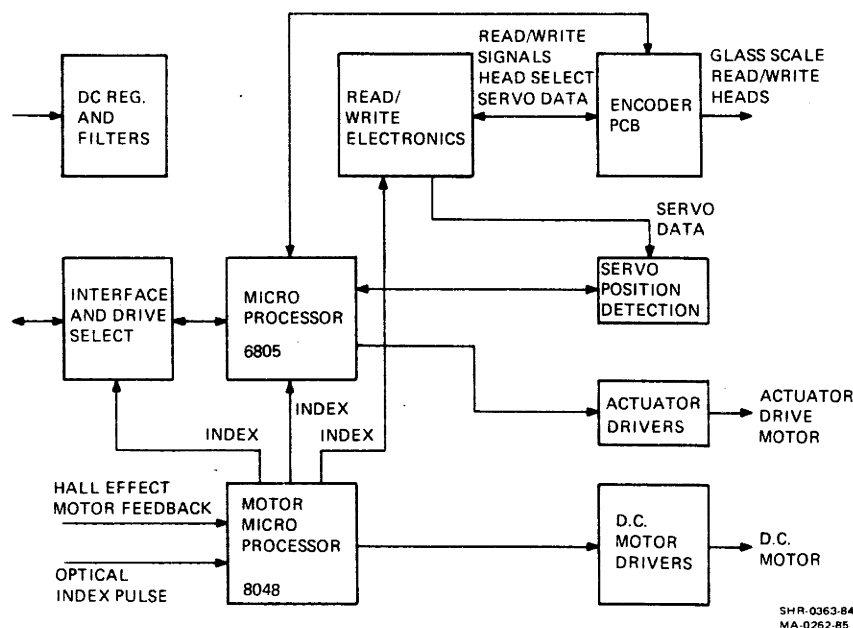 READ/WRITE
SIGNALS
HEAD SELECT
SERVO DATA
GLASS SCALE
READ/WRITE
HEADS
DC REG.
AND
FILTERS
READ/
WRITE
ELECTRONICS
ENCODER
PCB
SERVO
DATA
INTERFACE
AND DRIVE
SELECT
MICRO
PROCESSOR
6805
SERVO
POSITION
DETECTION
INDEX
INDEX
INDEX
ACTUATOR
DRIVERS
ACTUATOR
DRIVE
MOTOR
HALL EFFECT
MOTOR FEEDBACK
OPTICAL
INDEX PULSE
MOTOR
MICRO
PROCESSOR
8048
D.C.
MOTOR
DRIVERS
D.C.
MOTOR
SHR-0363-84
MA-0262-85